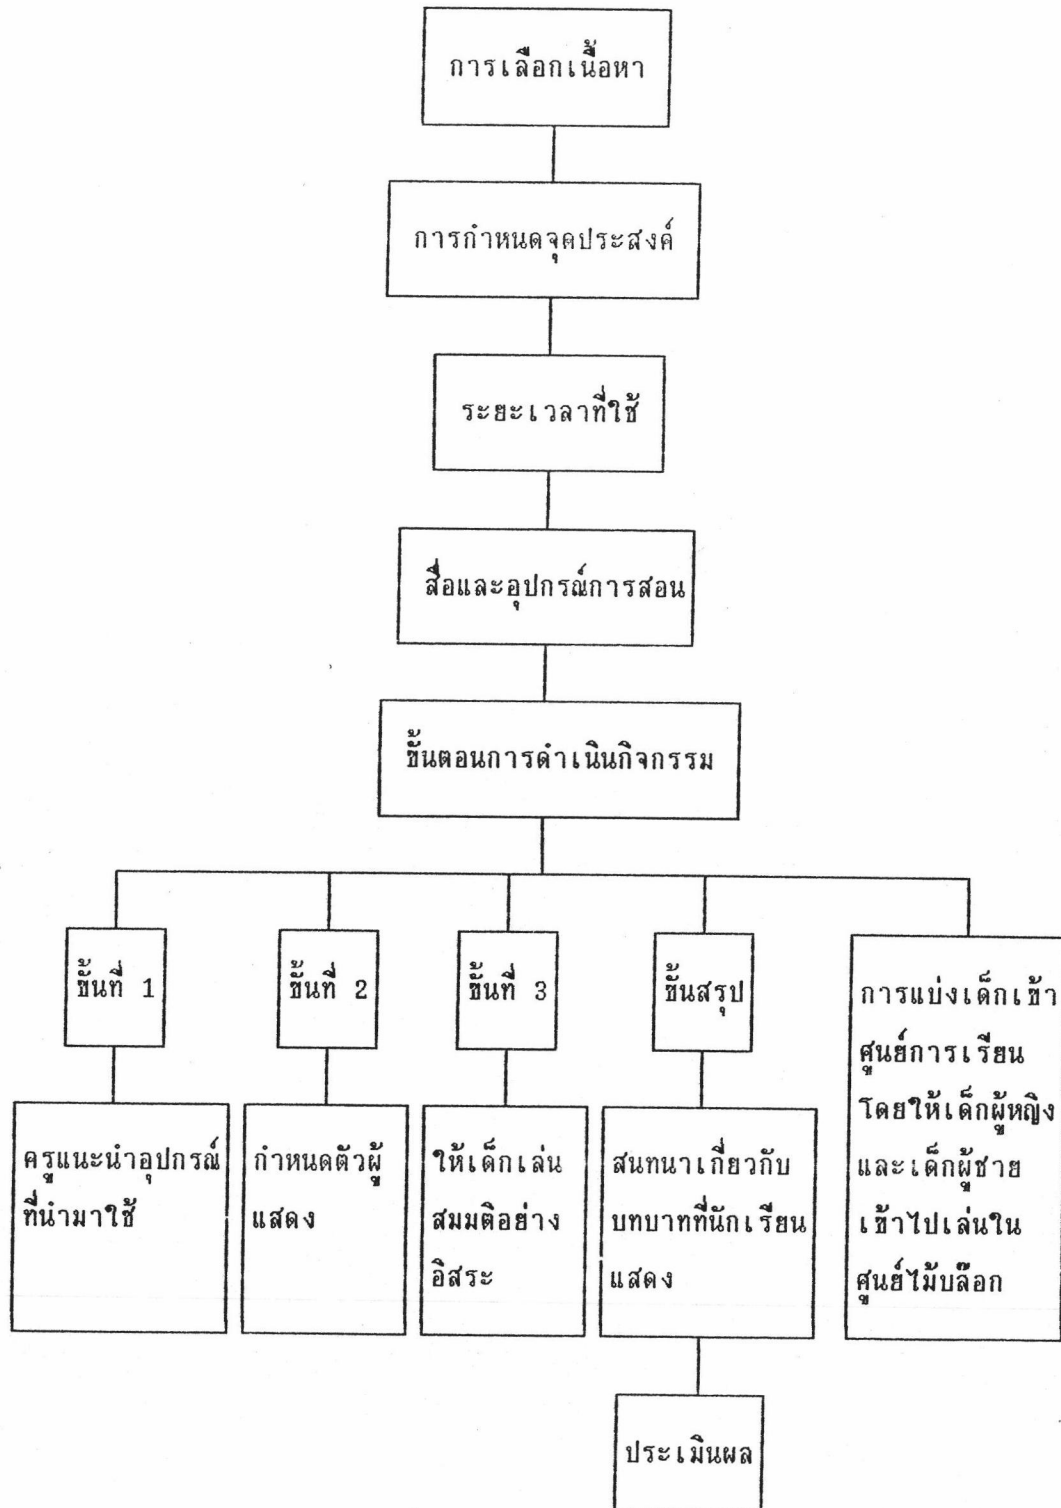 การเลือกเนื้อหา
การกำหนดจุดประสงค์
ระยะเวลาที่ใช้
สื่อและอุปกรณ์การสอน
ขั้นตอนการดำเนินกิจกรรม
ขั้นที่ 1
ครูแนะนำอุปกรณ์
ที่นำมาใช้
ขั้นที่ 2
กำหนดตัวผู้
แสดง
ขั้นที่ 3
ให้เด็กเล่น
สมมติอย่าง
อิสระ
ขั้นสรุป
สนทนาเกี่ยวกับ
บทบาทที่นักเรียน
แสดง
ประเมินผล
การแบ่งเด็กเข้า
ศูนย์การเรียน
โดยให้เด็กผู้หญิง
และเด็กผู้ชาย
เข้าไปเล่นใน
ศูนย์ไม้บล๊อก